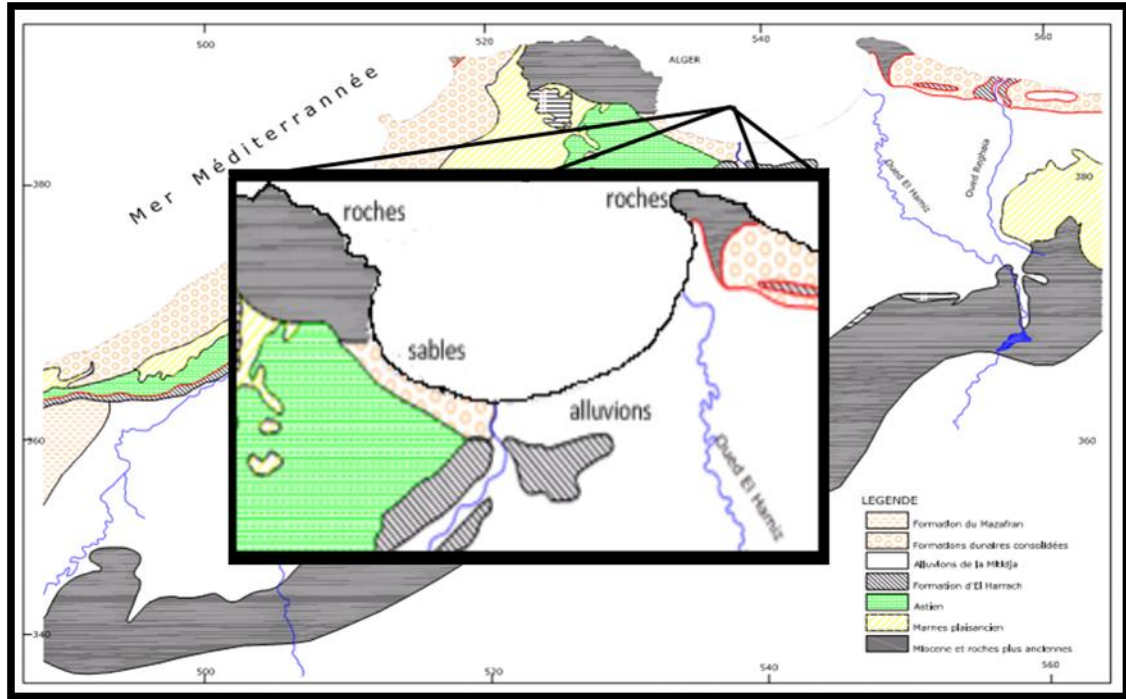 500
520
540
560
ALGER
Mer Méditerrannée
380
Oued El Hamiz
Oued Reghaia
380
roches
roches
sables
alluvions
Oued El Hamiz
360
360
LEGENDE
Formation du Mazafran
Formations dunaires consolidées
Alluvions de la Mitidja
Formation d'El Harrach
Astien
Marnes plaisancien
Miocene et roches plus anciennes
340
500
520
540
560